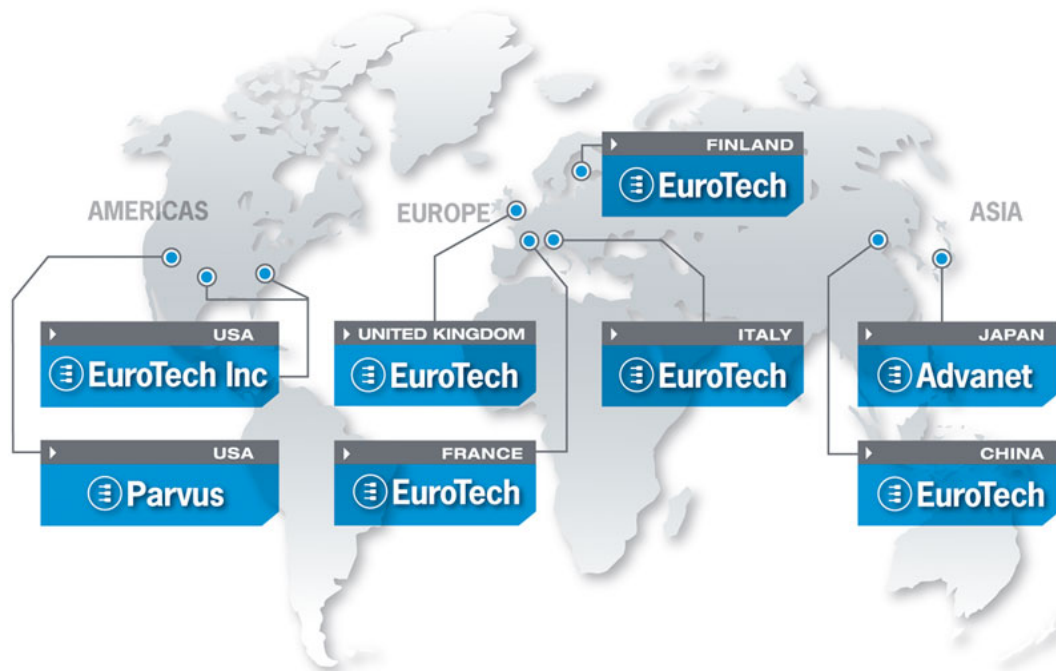 FINLAND
EuroTech
AMERICAS
EUROPE
ASIA
USA
EuroTech Inc
UNITED KINGDOM
EuroTech
ITALY
EuroTech
JAPAN
Advanet
USA
Parvus
FRANCE
EuroTech
CHINA
EuroTech